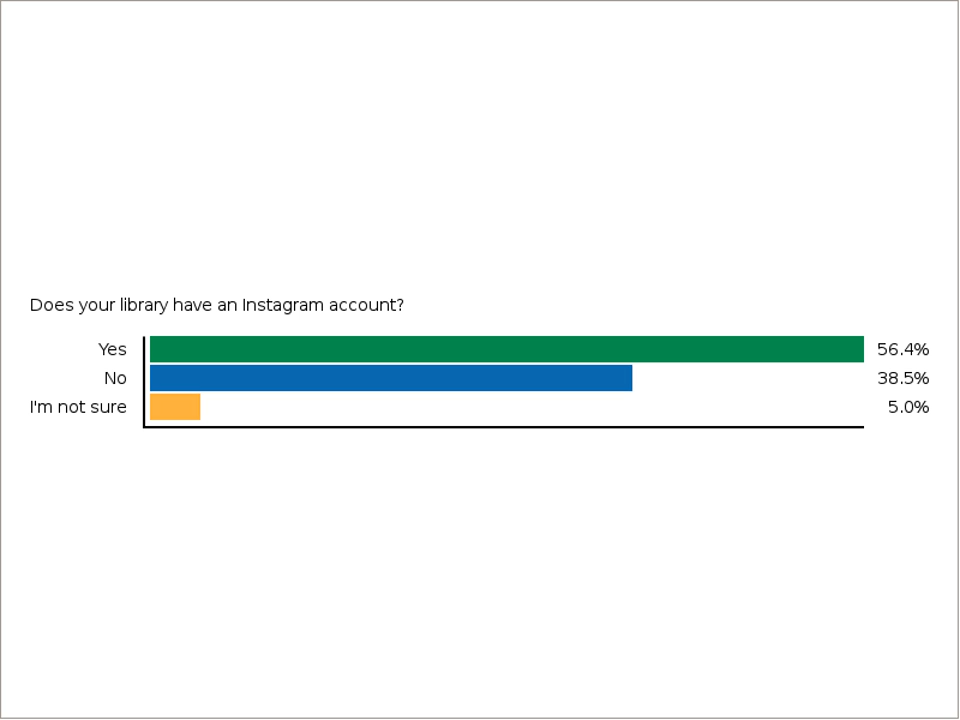 Does your library have an Instagram account?
Yes 56.4%
No 38.5%
I'm not sure 5.0%